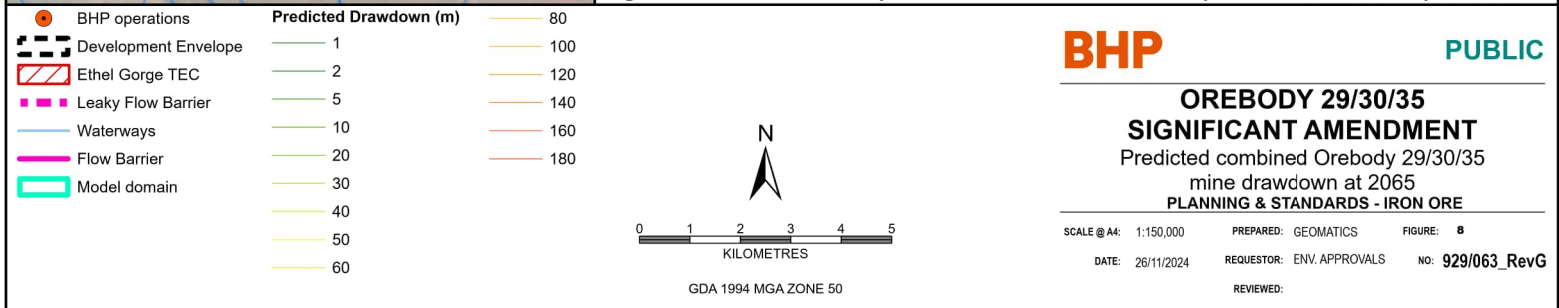 BHP operations
Development Envelope
Ethel Gorge TEC
Leaky Flow Barrier
Waterways
Flow Barrier
Model domain
Predicted Drawdown (m)
1
2
5
10
20
30
40
50
60
80
100
120
140
160
180
N
0 1 2 3 4 5
KILOMETRES
GDA 1994 MGA ZONE 50
BHP PUBLIC
OREBODY 29/30/35
SIGNIFICANT AMENDMENT
Predicted combined Orebody 29/30/35
mine drawdown at 2065
PLANNING & STANDARDS - IRON ORE
SCALE @ A4: 1:150,000 PREPARED: GEOMATICS FIGURE: 8
DATE: 26/11/2024 REQUESTOR: ENV. APPROVALS NO: 929/063_RevG
REVIEWED: